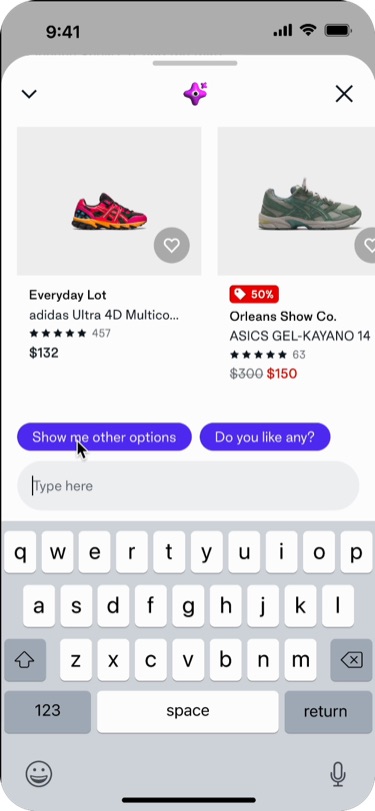 9:41
Everyday Lot
adidas Ultra 4D Multico...
457
$132
50%
Orleans Show Co.
ASICS GEL-KAYANO 14
63
$300 $150
Show me other options
Do you like any?
Type here
q w e r t y u i o p
a s d f g h j k l
z x c v b n m
123 space return